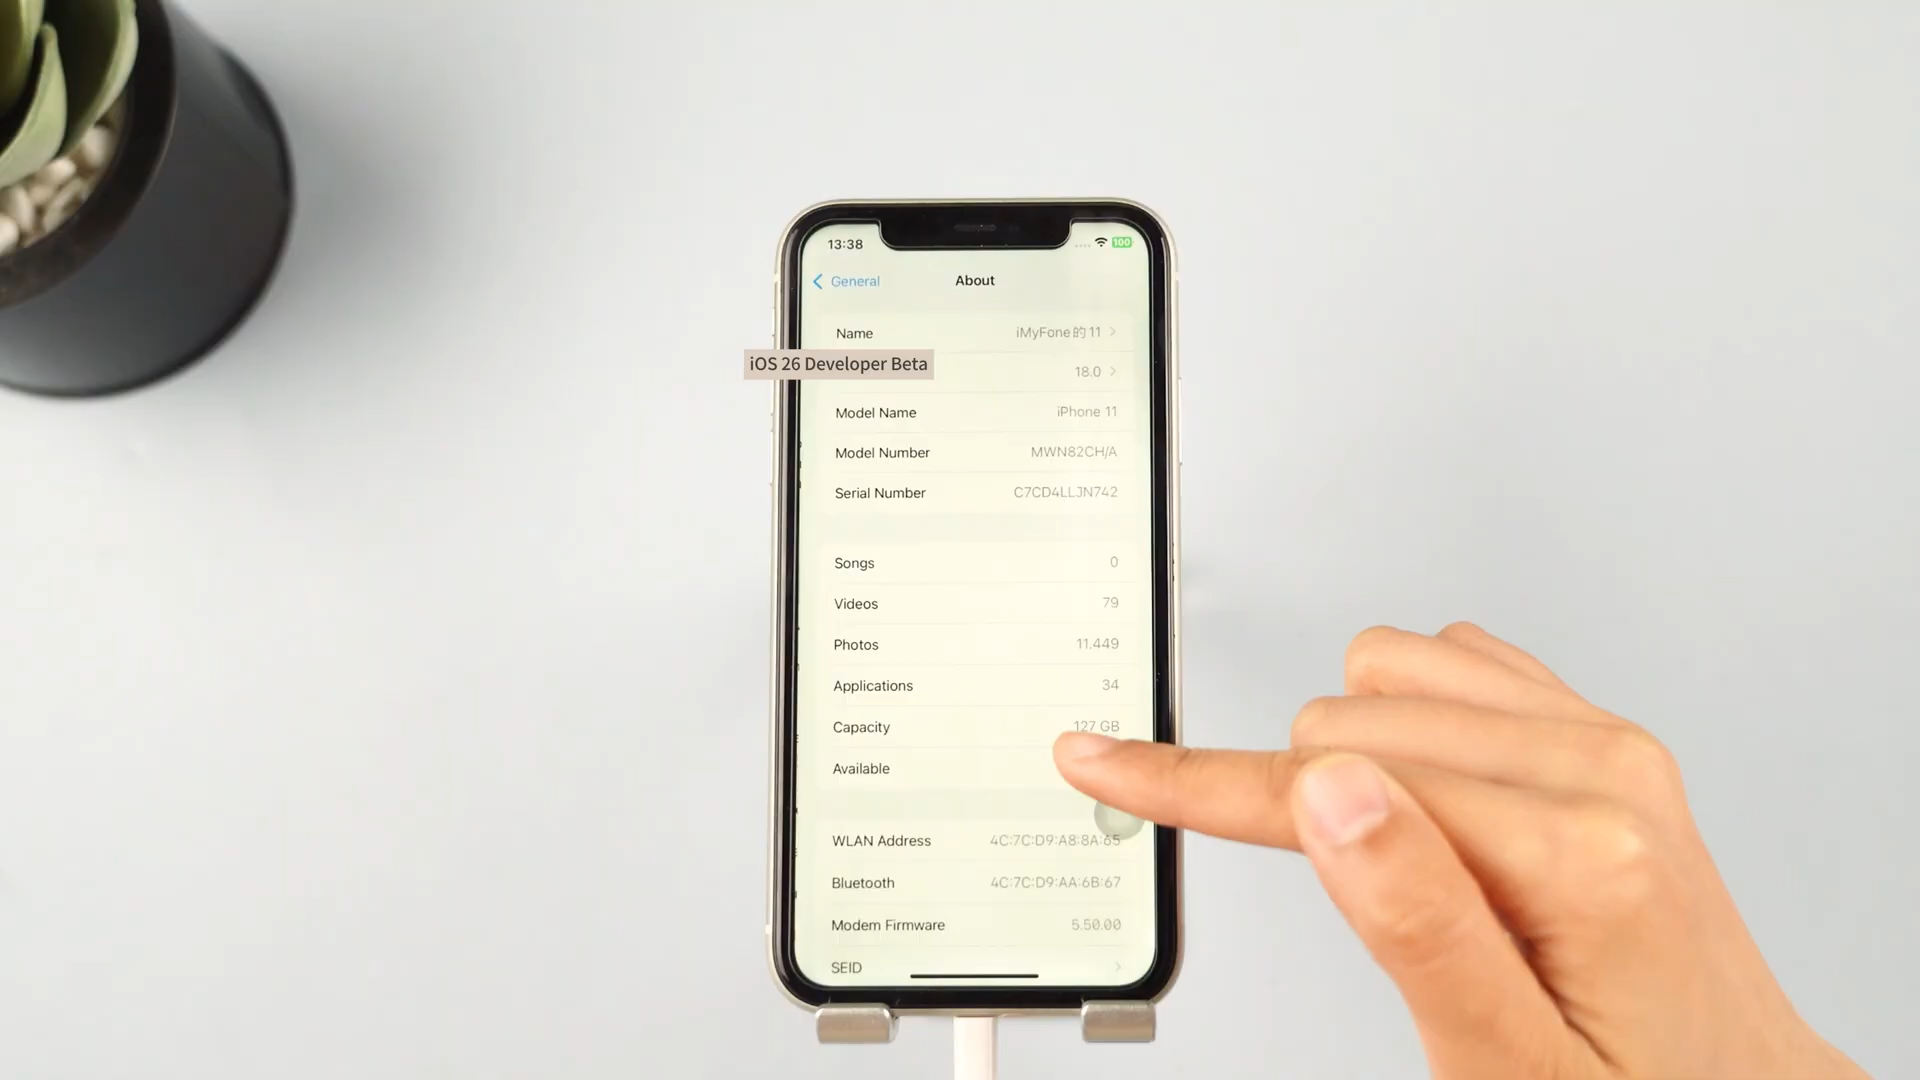 13:38 100
General About
Name iMyFone的 11
iOS 26 Developer Beta 18.0
Model Name iPhone 11
Model Number MWN82CH/A
Serial Number C7CD4LLJN742
Songs 0
Videos 79
Photos 11.449
Applications 34
Capacity 127 GB
Available
WLAN Address 4C:7C:D9:A8:8A:65
Bluetooth 4C:7C:D9:AA:6B:67
Modem Firmware 5.50.00
SEID